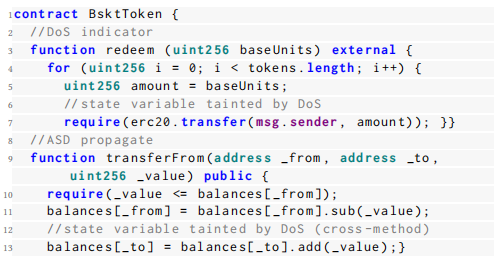 1 contract BsktToken {
2 //DoS indicator
3 function redeem (uint256 baseUnits) external {
4 for (uint256 i = 0; i < tokens.length; i++) {
5 uint256 amount = baseUnits;
6 //state variable tainted by DoS
7 require(erc20.transfer(msg.sender, amount)); }}
8 //ASD propagate
9 function transferFrom(address _from, address _to,
uint256 _value) public {
10 require(_value <= balances[_from]);
11 balances[_from] = balances[_from].sub(_value);
12 //state variable tainted by DoS (cross-method)
13 balances[_to] = balances[_to].add(_value);}